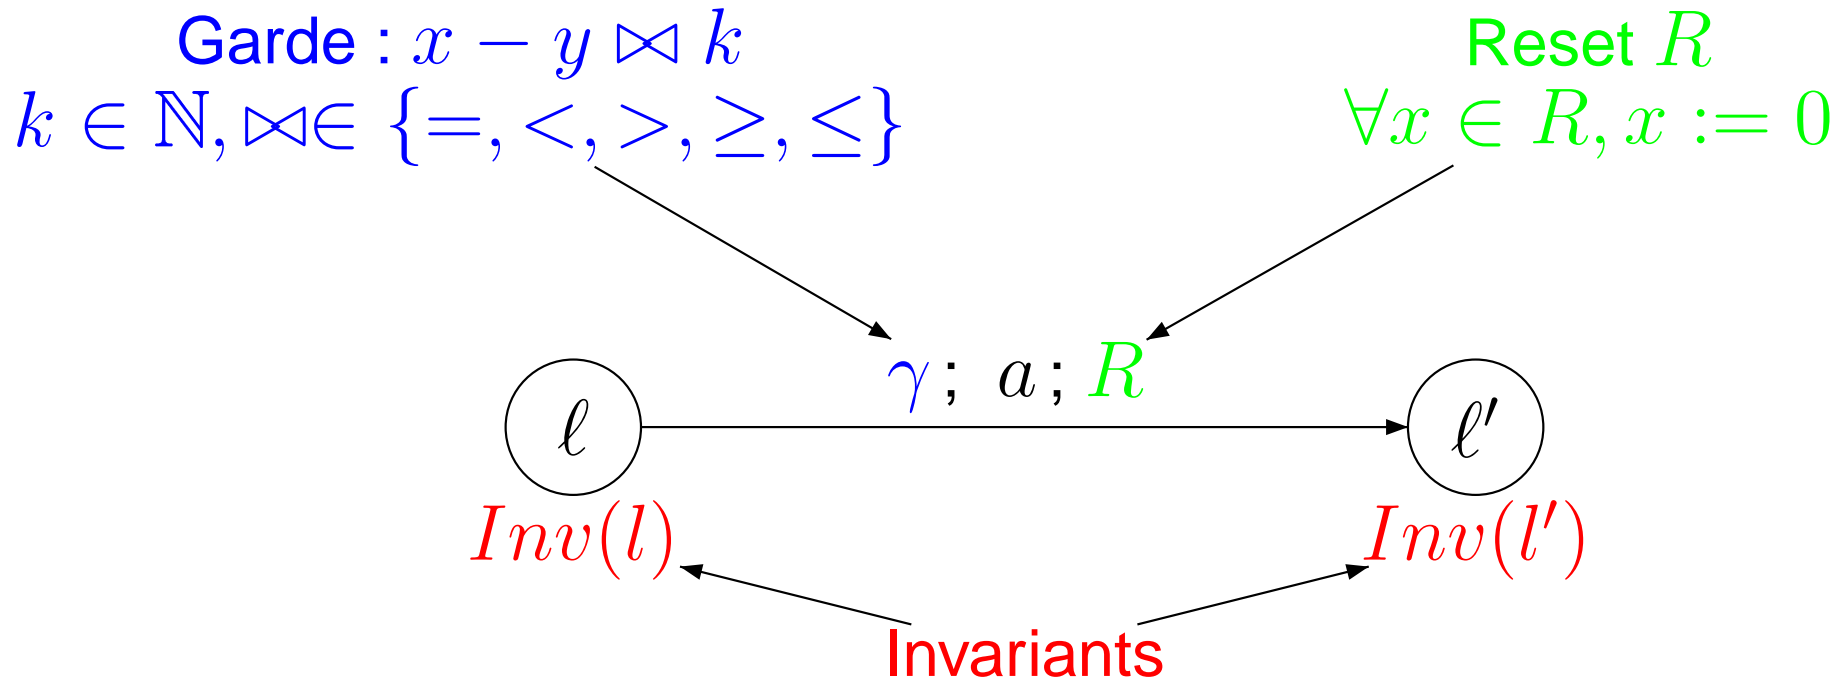 Garde : x − y ⋈ k
k ∈ ℕ, ⋈∈ {=, <, >, ≥, ≤}
Reset R
∀x ∈ R, x := 0
γ ; a ; R
ℓ
ℓ′
Inv(l)
Inv(l′)
Invariants